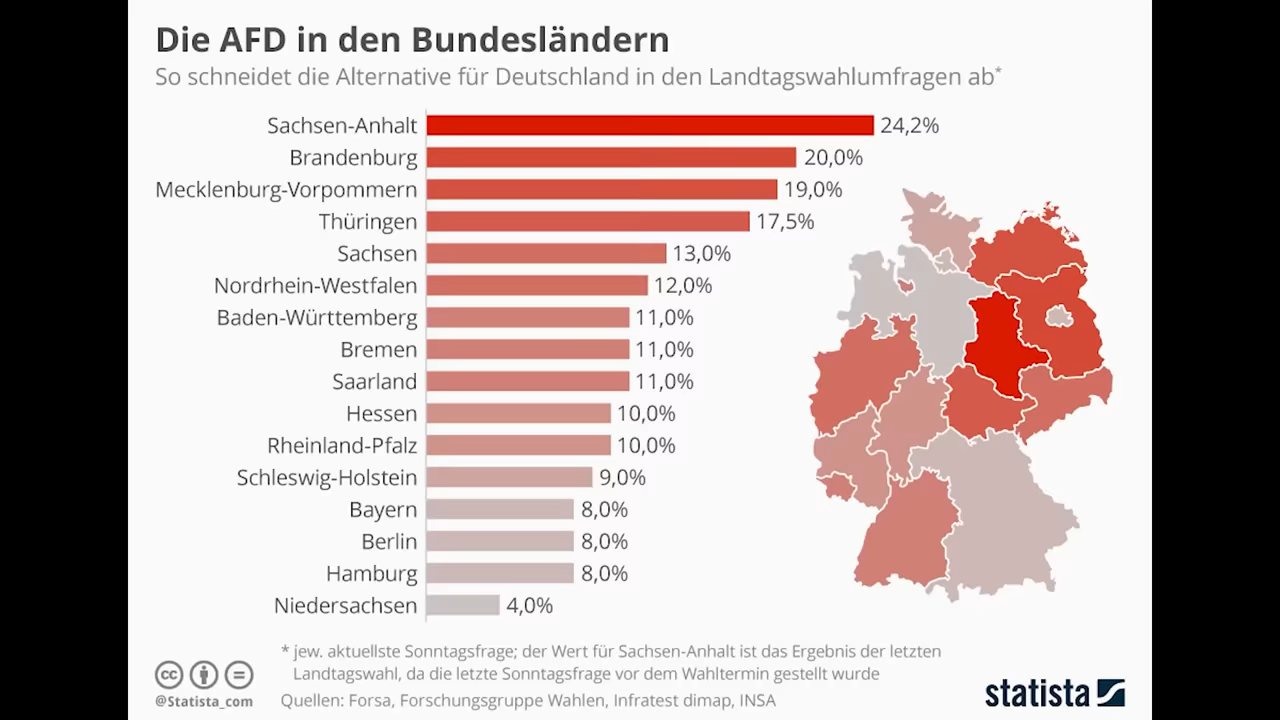 Die AFD in den Bundesländern
So schneidet die Alternative für Deutschland in den Landtagswahlumfragen ab*
Sachsen-Anhalt 24,2%
Brandenburg 20,0%
Mecklenburg-Vorpommern 19,0%
Thüringen 17,5%
Sachsen 13,0%
Nordrhein-Westfalen 12,0%
Baden-Württemberg 11,0%
Bremen 11,0%
Saarland 11,0%
Hessen 10,0%
Rheinland-Pfalz 10,0%
Schleswig-Holstein 9,0%
Bayern 8,0%
Berlin 8,0%
Hamburg 8,0%
Niedersachsen 4,0%
* jew. aktuellste Sonntagsfrage; der Wert für Sachsen-Anhalt ist das Ergebnis der letzten
Landtagswahl, da die letzte Sonntagsfrage vor dem Wahltermin gestellt wurde
Quellen: Forsa, Forschungsgruppe Wahlen, Infratest dimap, INSA
cc
@Statista_com
statista